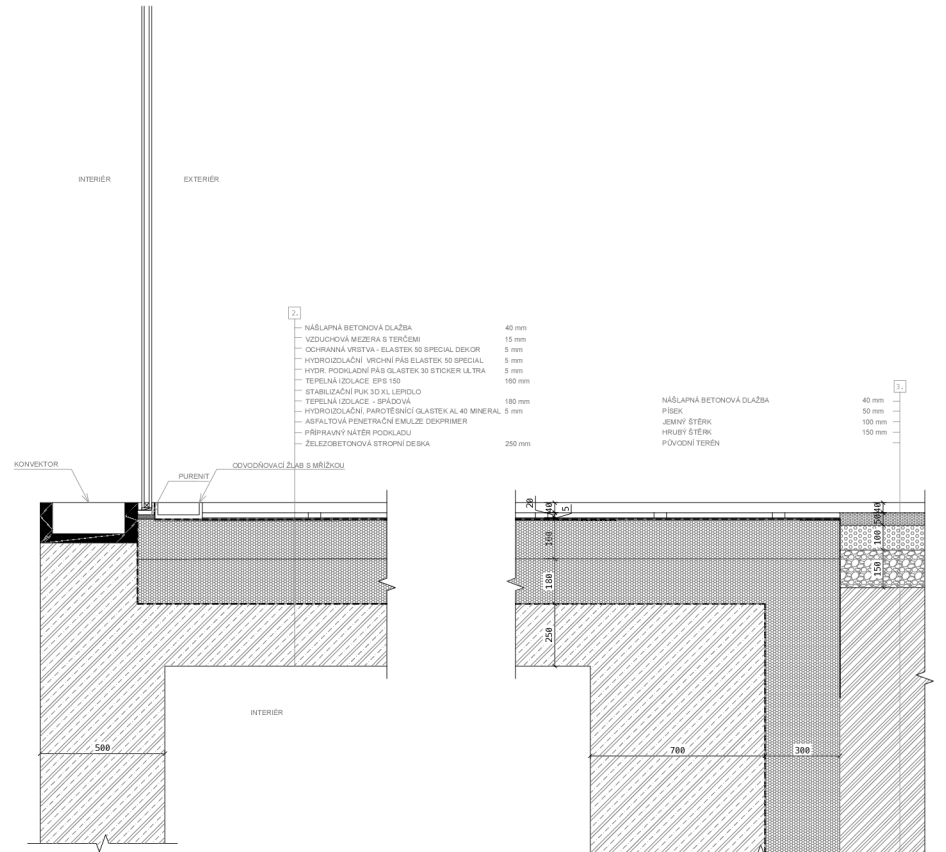 INTERIÉR
EXTERIÉR
2.
NÁŠLAPNÁ BETONOVÁ DLAŽBA 40 mm
VZDUCHOVÁ MEZERA S TERČEMI 15 mm
OCHRANNÁ VRSTVA - ELASTEK 50 SPECIAL DEKOR 5 mm
HYDROIZOLAČNÍ VRCHNÍ PÁS ELASTEK 50 SPECIAL 5 mm
HYDR. PODKLADNÍ PÁS GLASTEK 30 STICKER ULTRA 5 mm
TEPELNÁ IZOLACE EPS 150 160 mm
STABILIZAČNÍ PUK 3D XL LEPIDLO
TEPELNÁ IZOLACE - SPÁDOVÁ 180 mm
HYDROIZOLAČNÍ, PAROTĚSNÍCÍ GLASTEK AL 40 MINERAL 5 mm
ASFALTOVÁ PENETRAČNÍ EMULZE DEKPRIMER
PŘÍPRAVNÝ NÁTĚR PODKLADU
ŽELEZOBETONOVÁ STROPNÍ DESKA 250 mm
3.
NÁŠLAPNÁ BETONOVÁ DLAŽBA 40 mm
PÍSEK 50 mm
JEMNÝ ŠTĚRK 100 mm
HRUBÝ ŠTĚRK 150 mm
PŮVODNÍ TERÉN
KONVEKTOR
PURENIT
ODVODŇOVACÍ ŽLAB S MŘÍŽKOU
20
40
5
160
180
250
40
50
100
150
INTERIÉR
500
700
300